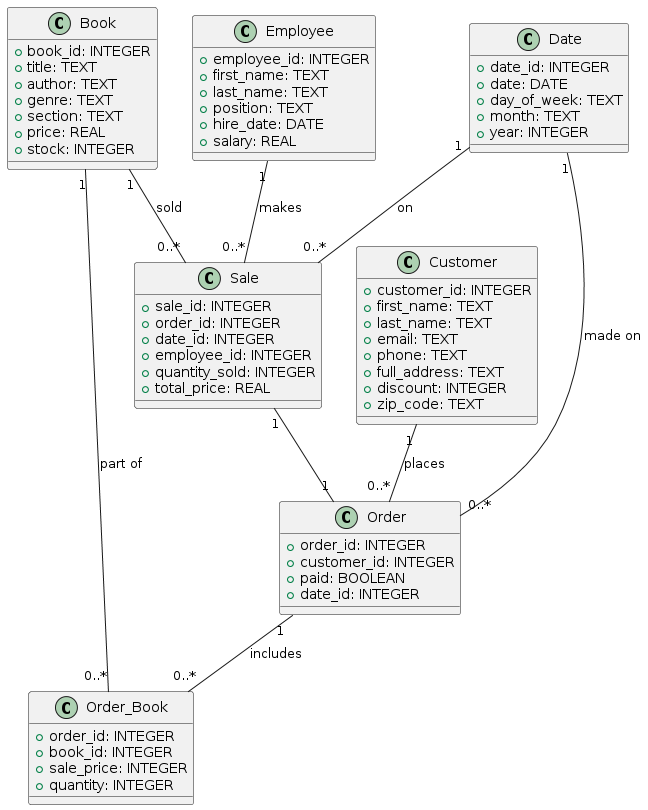 C Book
book_id: INTEGER
title: TEXT
author: TEXT
genre: TEXT
section: TEXT
price: REAL
stock: INTEGER
C Employee
employee_id: INTEGER
first_name: TEXT
last_name: TEXT
position: TEXT
hire_date: DATE
salary: REAL
C Date
date_id: INTEGER
date: DATE
day_of_week: TEXT
month: TEXT
year: INTEGER
1
1
1
1
1
sold
makes
on
0..*
0..*
0..*
C Sale
sale_id: INTEGER
order_id: INTEGER
date_id: INTEGER
employee_id: INTEGER
quantity_sold: INTEGER
total_price: REAL
C Customer
customer_id: INTEGER
first_name: TEXT
last_name: TEXT
email: TEXT
phone: TEXT
full_address: TEXT
discount: INTEGER
zip_code: TEXT
made on
1
1
part of
places
1
0..*
0..*
C Order
order_id: INTEGER
customer_id: INTEGER
paid: BOOLEAN
date_id: INTEGER
1
includes
0..*
0..*
C Order_Book
order_id: INTEGER
book_id: INTEGER
sale_price: INTEGER
quantity: INTEGER